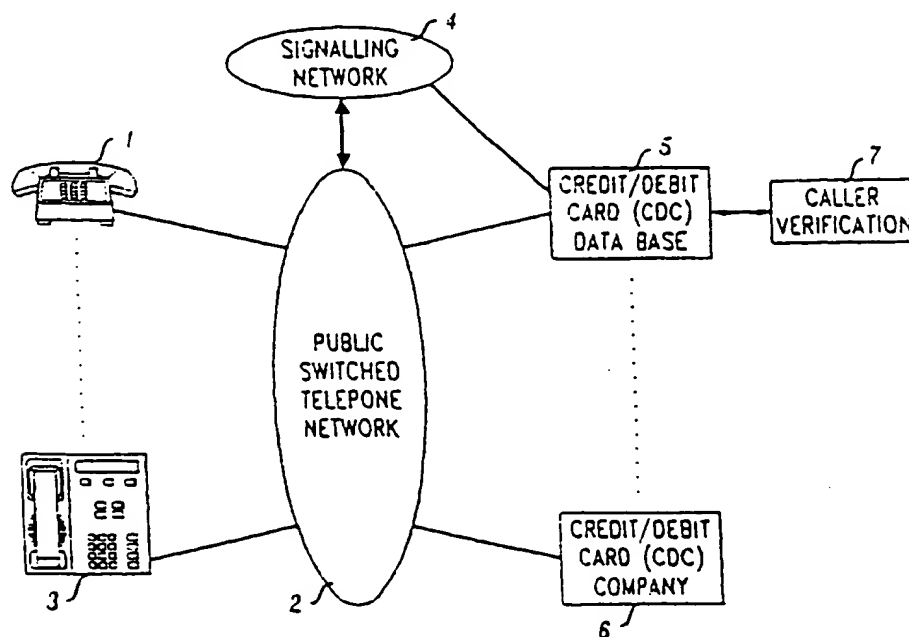 4
SIGNALLING
NETWORK
1
5
7
CREDIT/DEBIT
CARD (CDC)
DATA BASE
CALLER
VERIFICATION
PUBLIC
SWITCHED
TELEPONE
NETWORK
CREDIT/DEBIT
CARD (CDC)
COMPANY
3
2
6